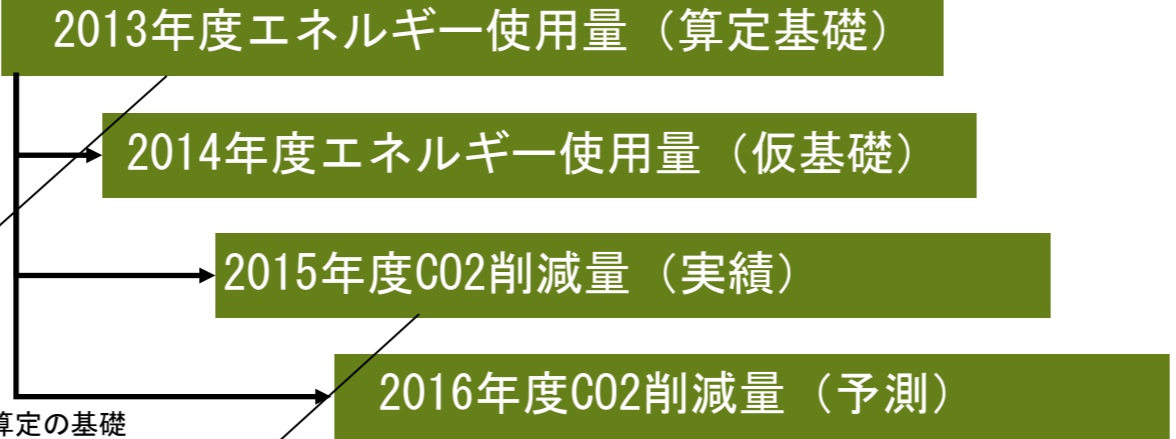 2013年度エネルギー使用量（算定基礎）
2014年度エネルギー使用量（仮基礎）
2015年度CO2削減量（実績）
2016年度CO2削減量（予測）
算定の基礎